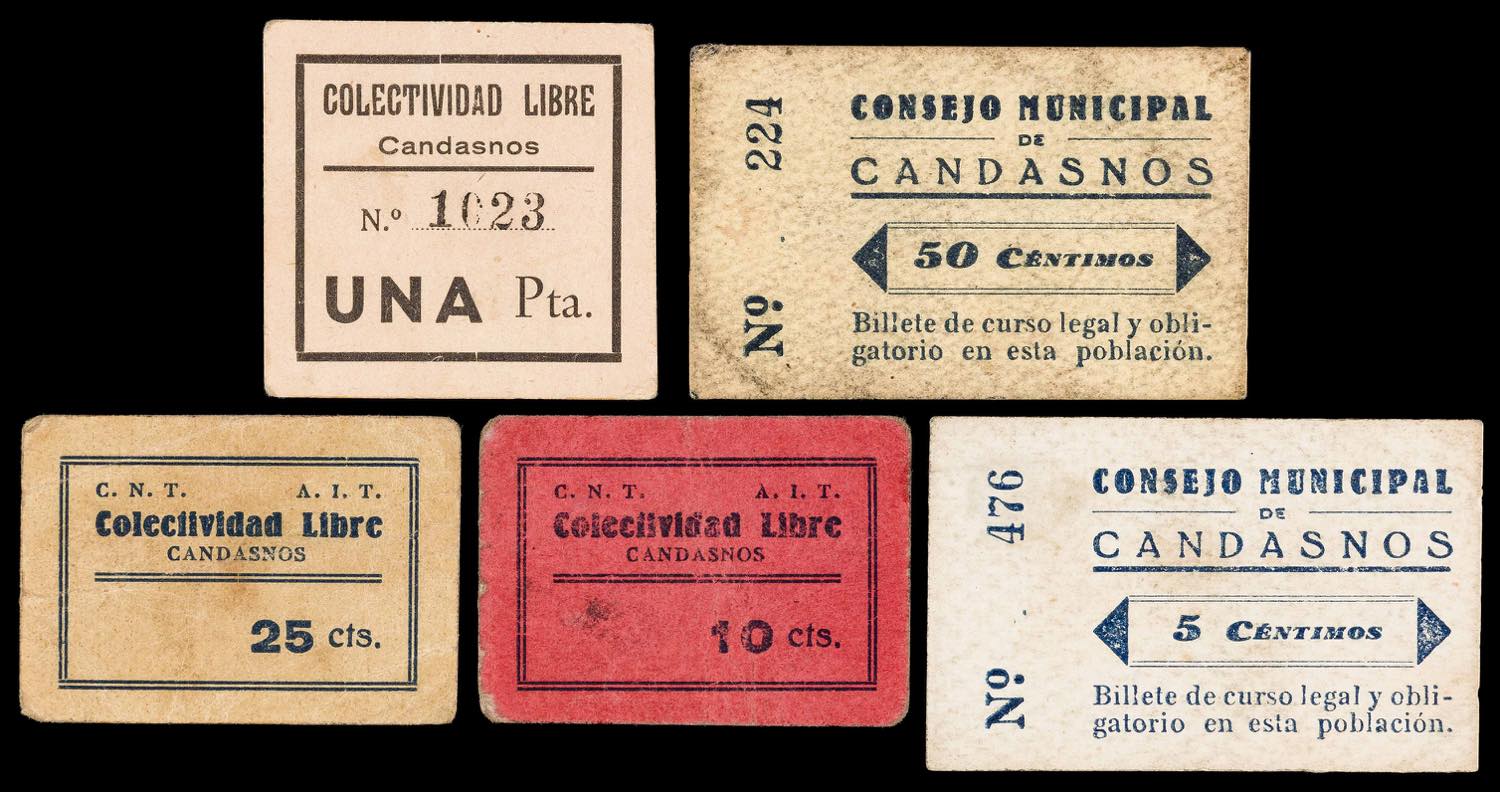 COLECTIVIDAD LIBRE
Candasnos
N.º 1023
UNA Pta.
Nº 224
CONSEJO MUNICIPAL
DE
CANDASNOS
50 CÉNTIMOS
Billete de curso legal y obli-
gatorio en esta población.
C. N. T. A. I. T.
Colectividad Libre
CANDASNOS
25 cts.
C. N. T. A. I. T.
Colectividad Libre
CANDASNOS
10 cts.
Nº 476
CONSEJO MUNICIPAL
DE
CANDASNOS
5 CÉNTIMOS
Billete de curso legal y obli-
gatorio en esta población.